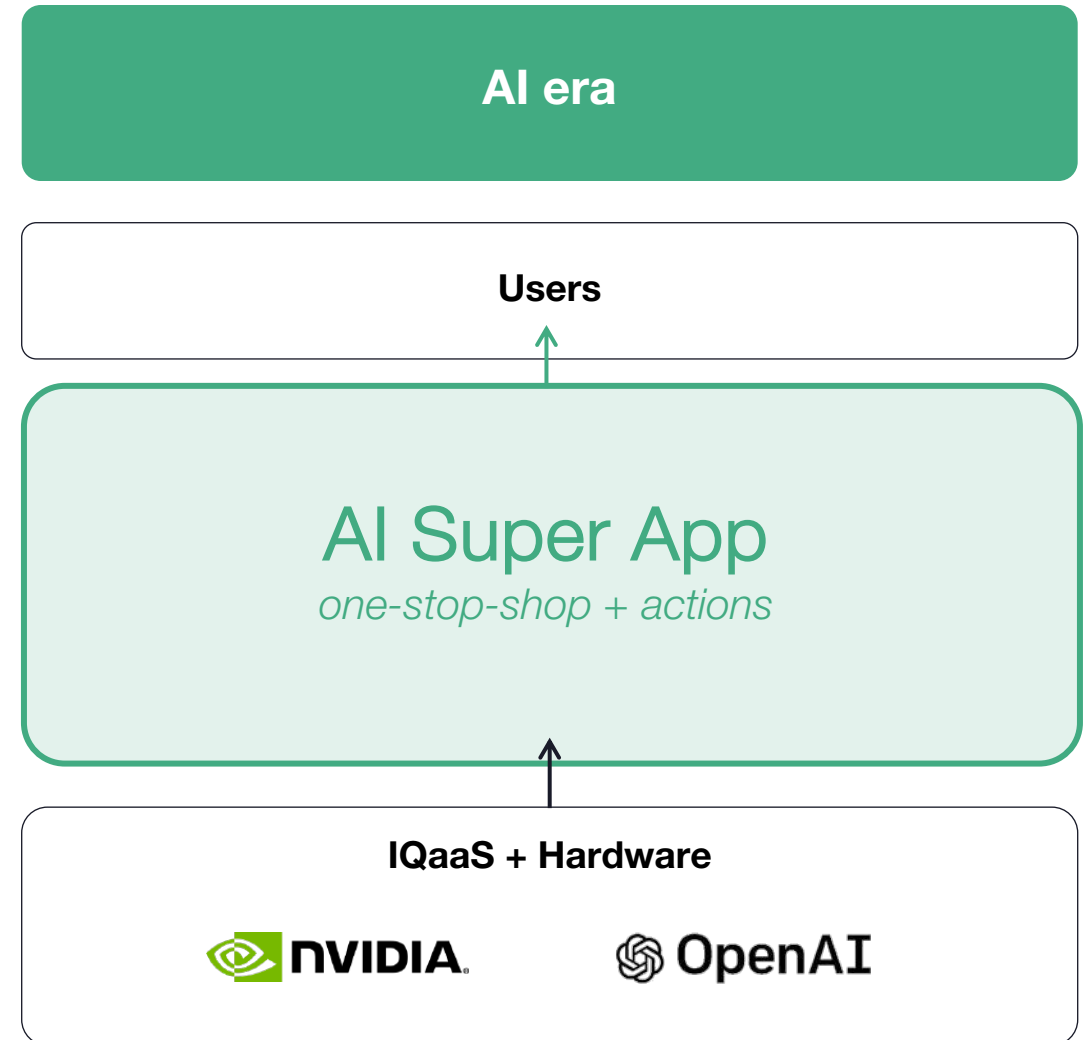 AI era
Users
AI Super App
one-stop-shop + actions
IQaaS + Hardware
NVIDIA.
OpenAI